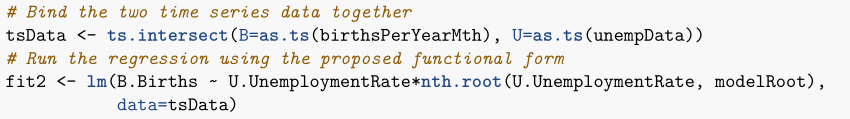 # Bind the two time series data together
tsData <- ts.intersect(B=as.ts(birthsPerYearMth), U=as.ts(unempData))
# Run the regression using the proposed functional form
fit2 <- lm(B.Births ~ U.UnemploymentRate*nth.root(U.UnemploymentRate, modelRoot),
data=tsData)